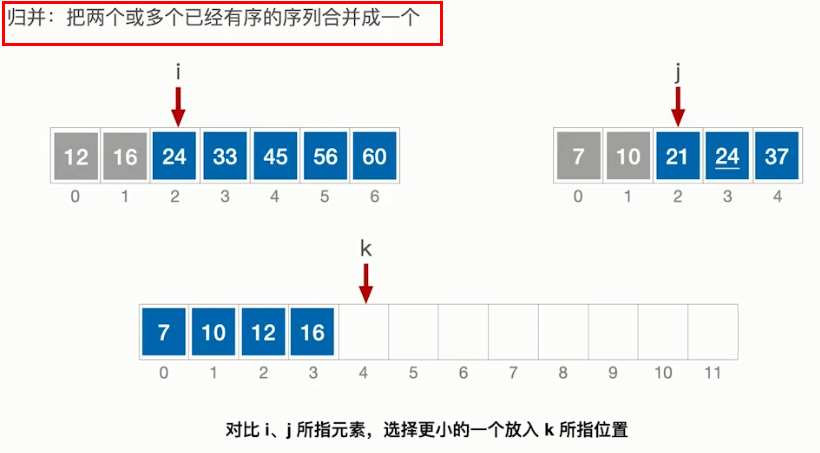 归并：把两个或多个已经有序的序列合并成一个
i
j
12 16 24 33 45 56 60
7 10 21 24 37
0 1 2 3 4 5 6
0 1 2 3 4
k
7 10 12 16
0 1 2 3 4 5 6 7 8 9 10 11
对比 i、j 所指元素，选择更小的一个放入 k 所指位置